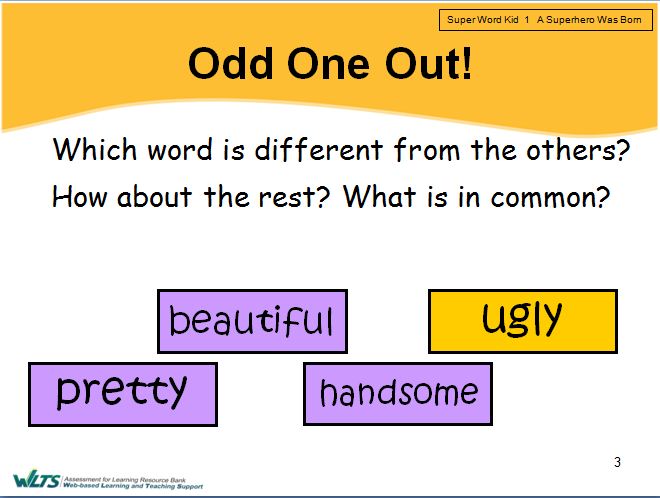 Super Word Kid 1 A Superhero Was Born
Odd One Out!
Which word is different from the others?
How about the rest? What is in common?
beautiful
ugly
pretty
handsome
3
WLTS Assessment for Learning Resource Bank
Web-based Learning and Teaching Support